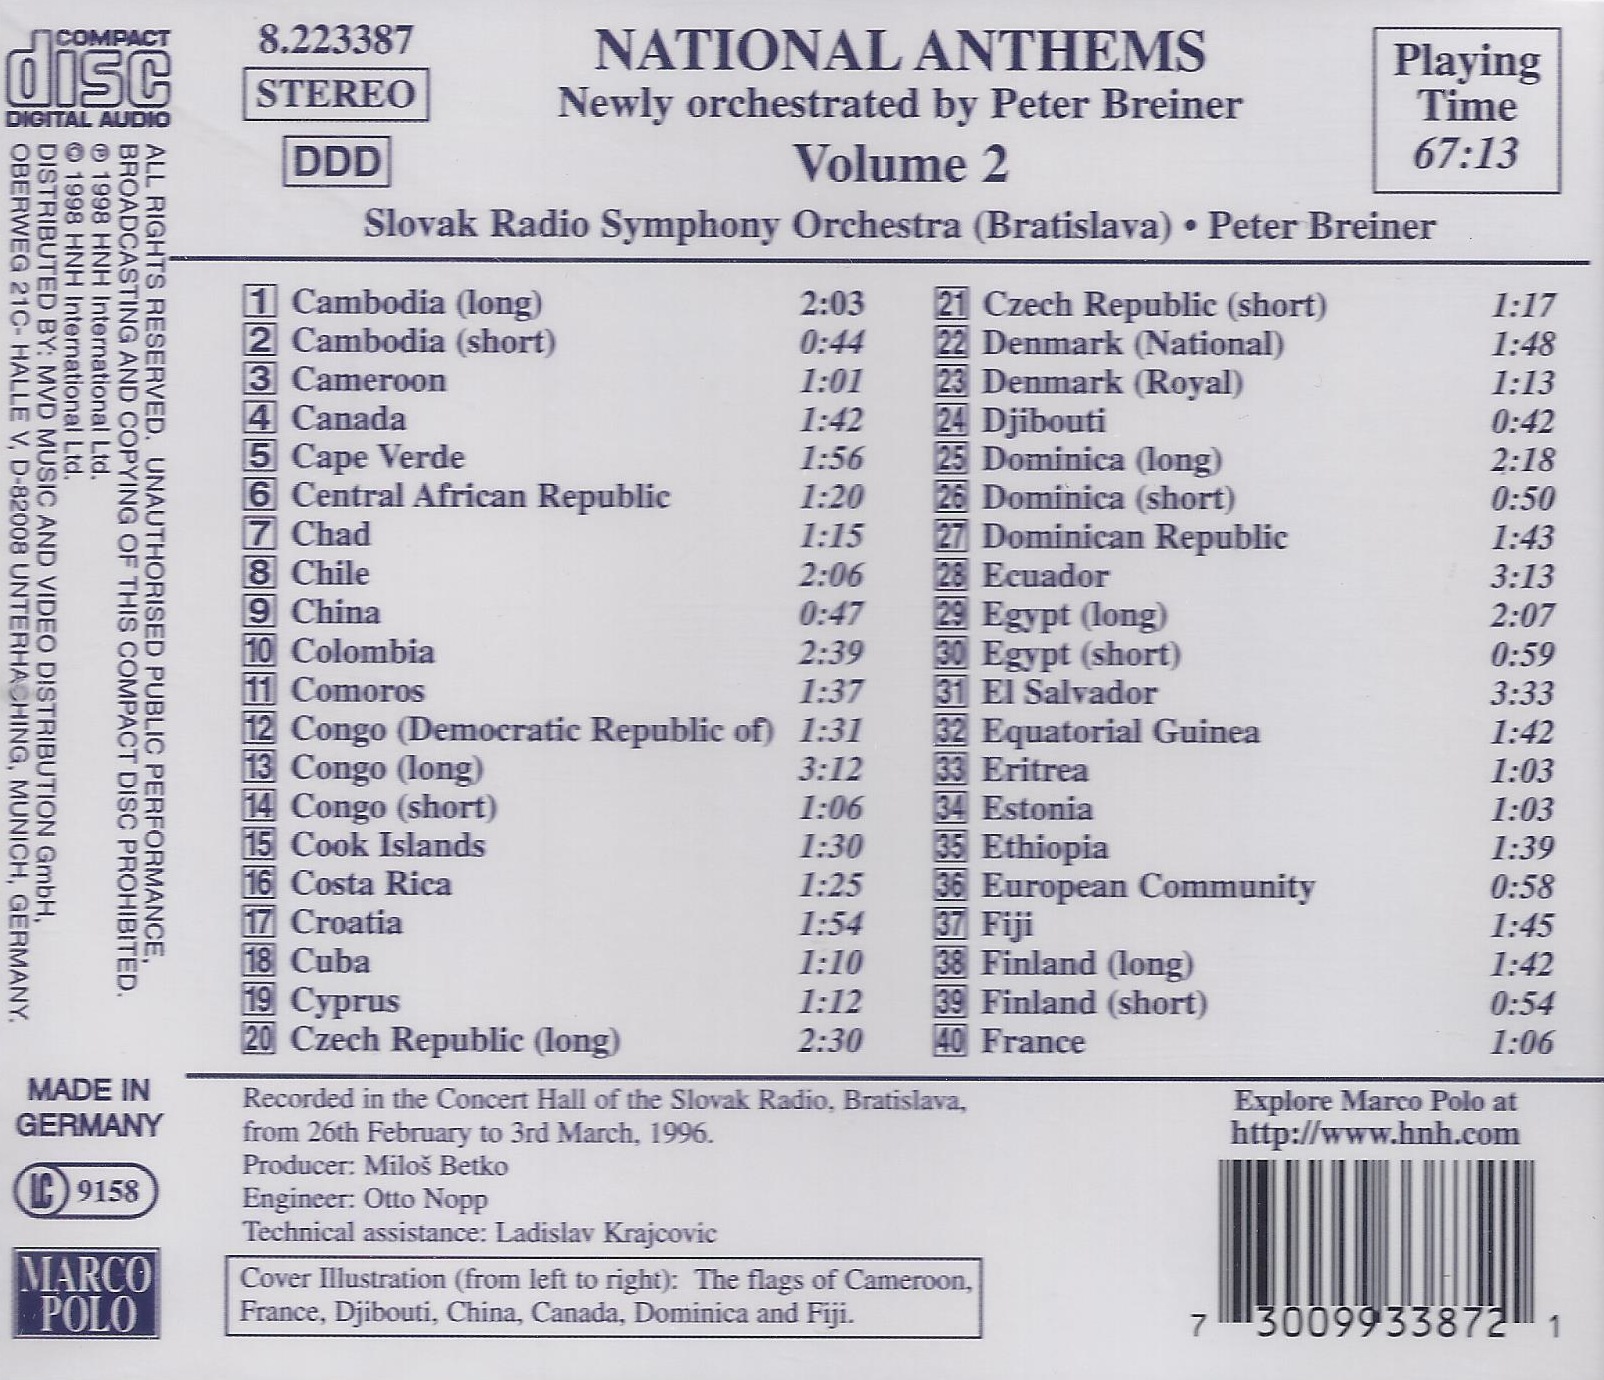 COMPACT
disc
DIGITAL AUDIO
8.223387
STEREO
DDD
NATIONAL ANTHEMS
Newly orchestrated by Peter Breiner
Volume 2
Slovak Radio Symphony Orchestra (Bratislava) • Peter Breiner
Playing
Time
67:13
ALL RIGHTS RESERVED. UNAUTHORISED PUBLIC PERFORMANCE,
BROADCASTING AND COPYING OF THIS COMPACT DISC PROHIBITED.
℗ 1998 HNH International Ltd.
© 1998 HNH International Ltd.
DISTRIBUTED BY: MVD MUSIC AND VIDEO DISTRIBUTION GmbH,
OBERWEG 21C- HALLE V, D-82008 UNTERHACHING, MUNICH, GERMANY.
1 Cambodia (long) 2:03
2 Cambodia (short) 0:44
3 Cameroon 1:01
4 Canada 1:42
5 Cape Verde 1:56
6 Central African Republic 1:20
7 Chad 1:15
8 Chile 2:06
9 China 0:47
10 Colombia 2:39
11 Comoros 1:37
12 Congo (Democratic Republic of) 1:31
13 Congo (long) 3:12
14 Congo (short) 1:06
15 Cook Islands 1:30
16 Costa Rica 1:25
17 Croatia 1:54
18 Cuba 1:10
19 Cyprus 1:12
20 Czech Republic (long) 2:30
21 Czech Republic (short) 1:17
22 Denmark (National) 1:48
23 Denmark (Royal) 1:13
24 Djibouti 0:42
25 Dominica (long) 2:18
26 Dominica (short) 0:50
27 Dominican Republic 1:43
28 Ecuador 3:13
29 Egypt (long) 2:07
30 Egypt (short) 0:59
31 El Salvador 3:33
32 Equatorial Guinea 1:42
33 Eritrea 1:03
34 Estonia 1:03
35 Ethiopia 1:39
36 European Community 0:58
37 Fiji 1:45
38 Finland (long) 1:42
39 Finland (short) 0:54
40 France 1:06
MADE IN
GERMANY
LC 9158
MARCO
POLO
Recorded in the Concert Hall of the Slovak Radio, Bratislava,
from 26th February to 3rd March, 1996.
Producer: Miloš Betko
Engineer: Otto Nopp
Technical assistance: Ladislav Krajcovic
Cover Illustration (from left to right): The flags of Cameroon,
France, Djibouti, China, Canada, Dominica and Fiji.
Explore Marco Polo at
http://www.hnh.com
7 30099 33872 1